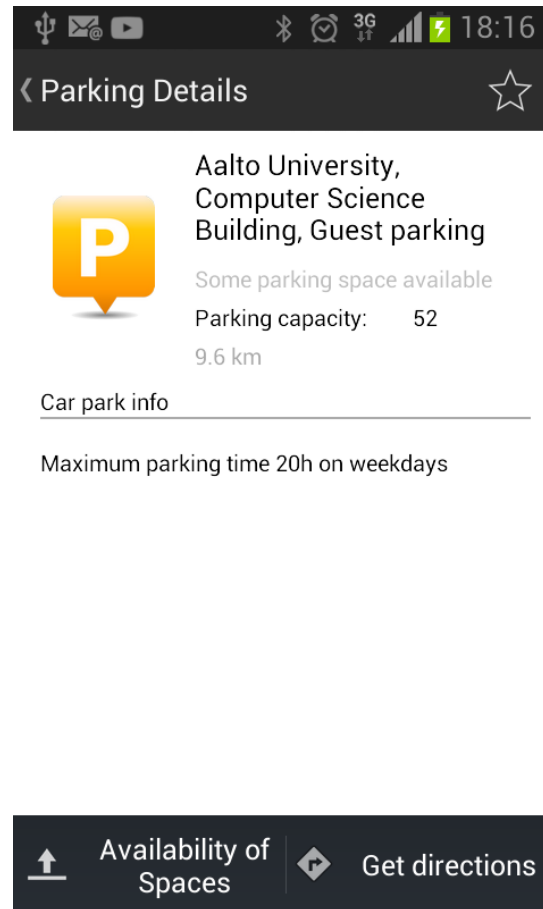 3G
18:16
Parking Details
P
Aalto University,
Computer Science
Building, Guest parking
Some parking space available
Parking capacity: 52
9.6 km
Car park info
Maximum parking time 20h on weekdays
Availability of
Spaces
Get directions